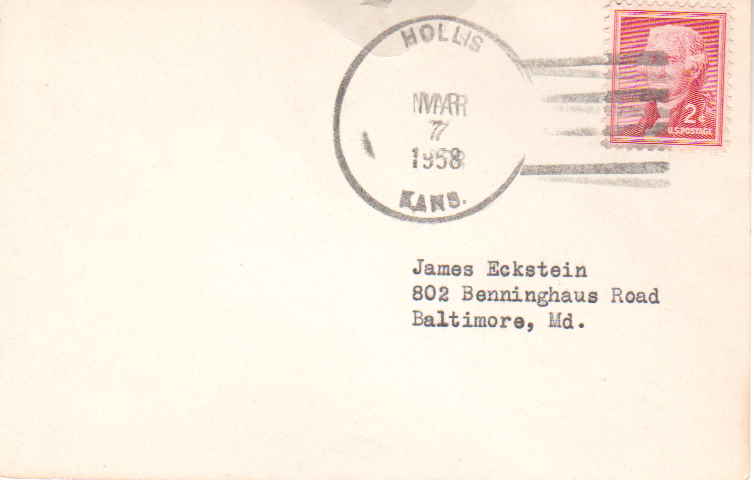 HOLLIS
MAR
7
1958
KANS.
2¢
U.S. POSTAGE
James Eckstein
802 Benninghaus Road
Baltimore, Md.